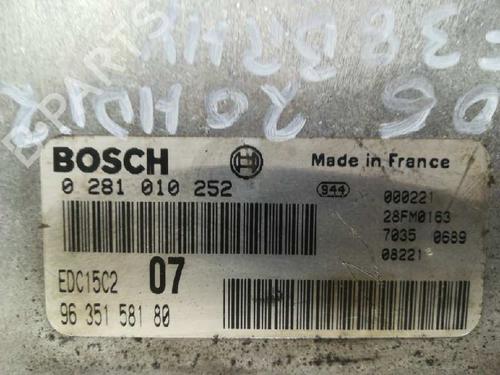 BOSCH
Made in France
0 281 010 252
944
000221
28FM0163
7035 0689
08221
EDC15C2
07
96 351 581 80